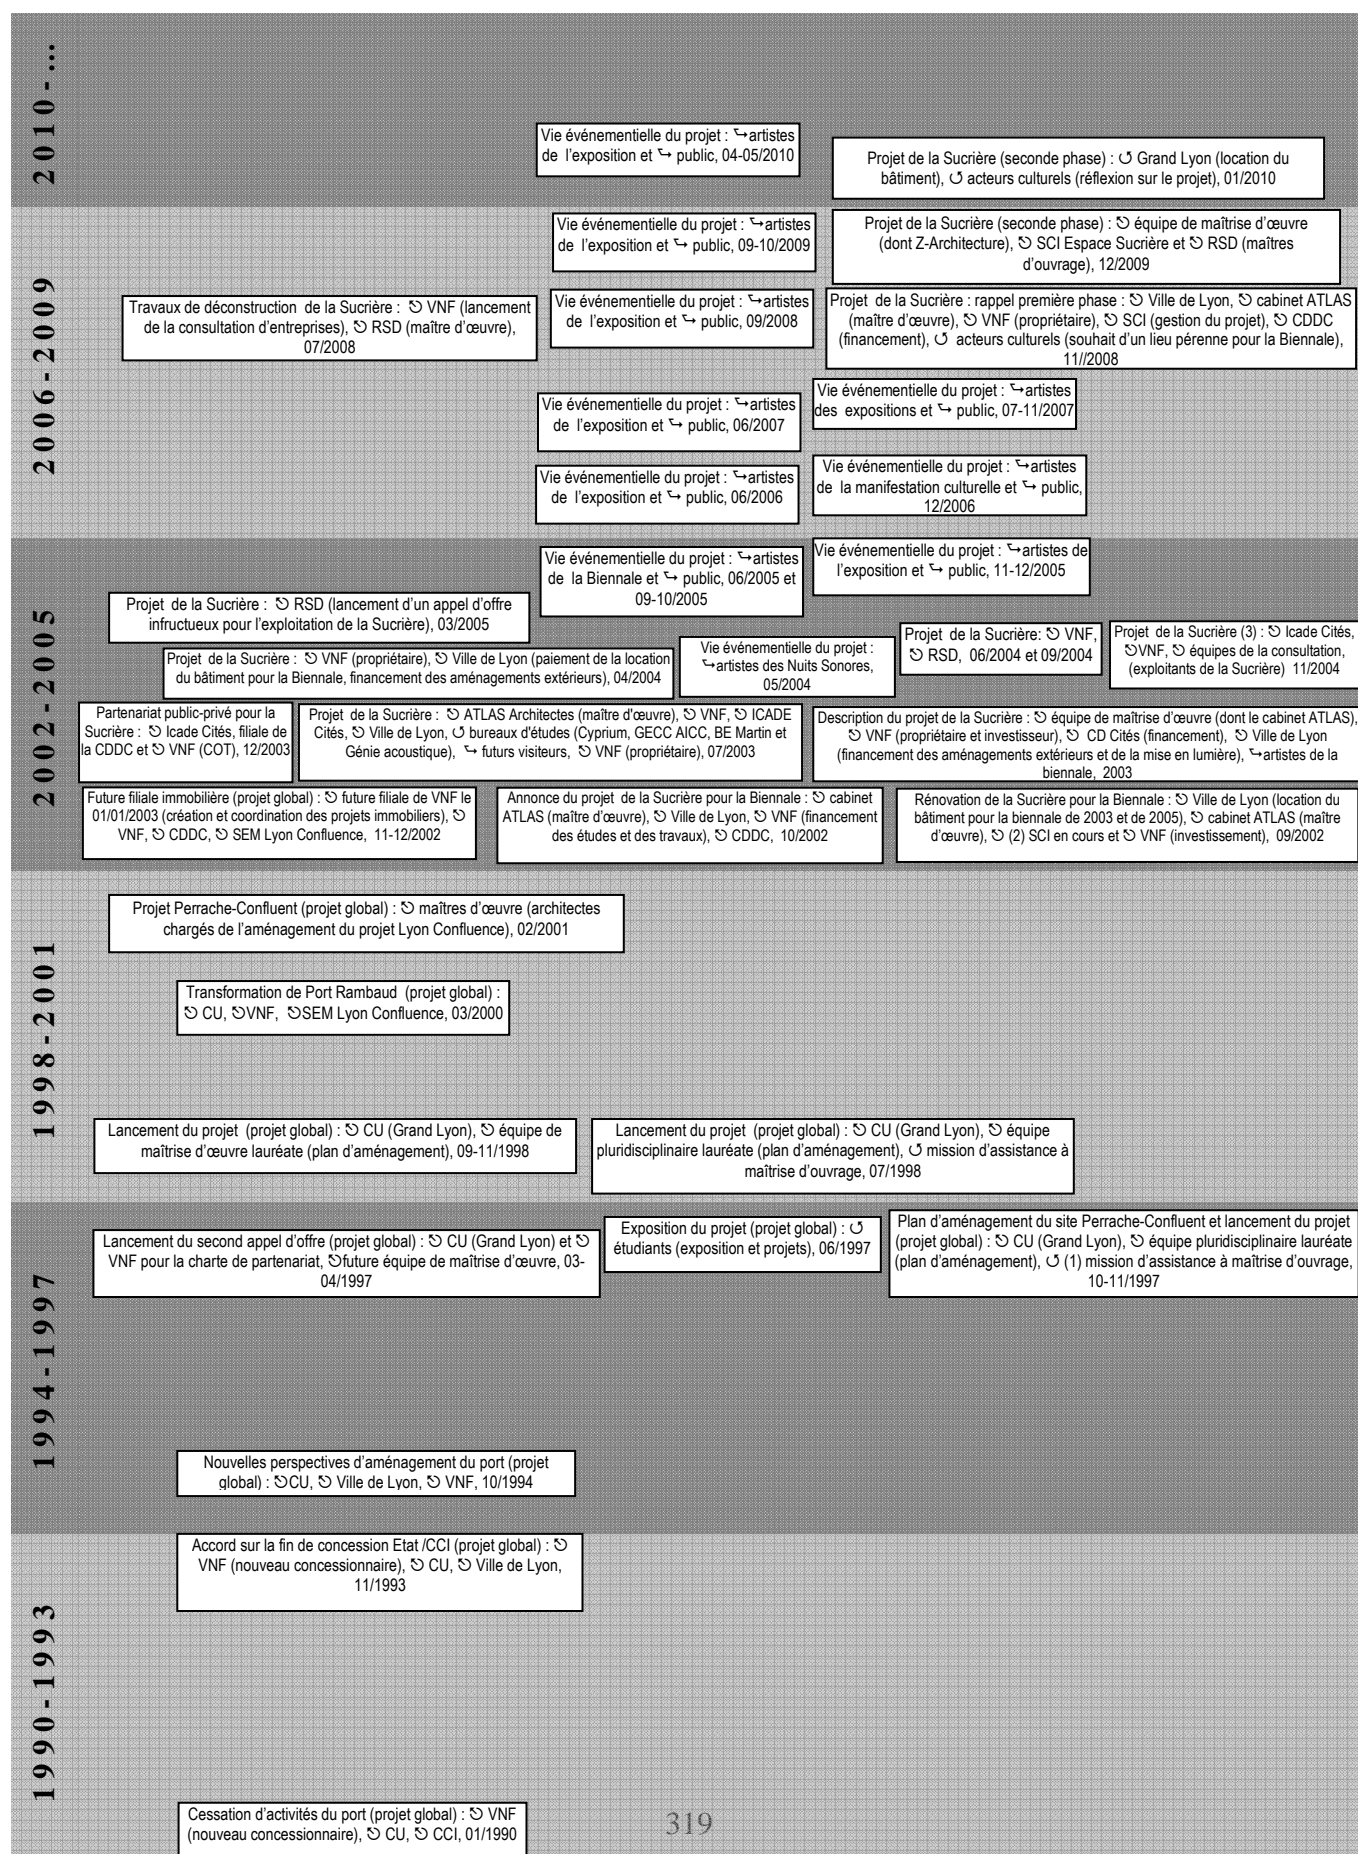 2010-...
Vie événementielle du projet : ↪artistes
de l'exposition et ↪ public, 04-05/2010
Projet de la Sucrière (seconde phase) : ↺ Grand Lyon (location du
bâtiment), ↺ acteurs culturels (réflexion sur le projet), 01/2010
2006-2009
Vie événementielle du projet : ↪artistes
de l'exposition et ↪ public, 09-10/2009
Projet de la Sucrière (seconde phase) : ⎋ équipe de maîtrise d'œuvre
(dont Z-Architecture), ⎋ SCI Espace Sucrière et ⎋ RSD (maîtres
d'ouvrage), 12/2009
Travaux de déconstruction de la Sucrière : ⎋ VNF (lancement
de la consultation d'entreprises), ⎋ RSD (maître d'œuvre),
07/2008
Vie événementielle du projet : ↪artistes
de l'exposition et ↪ public, 09/2008
Projet de la Sucrière : rappel première phase : ⎋ Ville de Lyon, ⎋ cabinet ATLAS
(maître d'œuvre), ⎋ VNF (propriétaire), ⎋ SCI (gestion du projet), ⎋ CDDC
(financement), ↺ acteurs culturels (souhait d'un lieu pérenne pour la Biennale),
11//2008
Vie événementielle du projet : ↪artistes
de l'exposition et ↪ public, 06/2007
Vie événementielle du projet : ↪artistes
des expositions et ↪ public, 07-11/2007
Vie événementielle du projet : ↪artistes
de l'exposition et ↪ public, 06/2006
Vie événementielle du projet : ↪artistes
de la manifestation culturelle et ↪ public,
12/2006
2002-2005
Vie événementielle du projet : ↪artistes
de la Biennale et ↪ public, 06/2005 et
09-10/2005
Vie événementielle du projet : ↪artistes de
l'exposition et ↪ public, 11-12/2005
Projet de la Sucrière : ⎋ RSD (lancement d'un appel d'offre
infructueux pour l'exploitation de la Sucrière), 03/2005
Projet de la Sucrière : ⎋ VNF (propriétaire), ⎋ Ville de Lyon (paiement de la location
du bâtiment pour la Biennale, financement des aménagements extérieurs), 04/2004
Vie événementielle du projet :
↪artistes des Nuits Sonores,
05/2004
Projet de la Sucrière: ⎋ VNF,
⎋ RSD, 06/2004 et 09/2004
Projet de la Sucrière (3) : ⎋ Icade Cités,
⎋VNF, ⎋ équipes de la consultation,
(exploitants de la Sucrière) 11/2004
Partenariat public-privé pour la
Sucrière : ⎋ Icade Cités, filiale de
la CDDC et ⎋ VNF (COT), 12/2003
Projet de la Sucrière : ⎋ ATLAS Architectes (maître d'œuvre), ⎋ VNF, ⎋ ICADE
Cités, ⎋ Ville de Lyon, ↺ bureaux d'études (Cyprium, GECC AICC, BE Martin et
Génie acoustique), ↪ futurs visiteurs, ⎋ VNF (propriétaire), 07/2003
Description du projet de la Sucrière : ⎋ équipe de maîtrise d'œuvre (dont le cabinet ATLAS),
⎋ VNF (propriétaire et investisseur), ⎋ CD Cités (financement), ⎋ Ville de Lyon
(financement des aménagements extérieurs et de la mise en lumière), ↪artistes de la
biennale, 2003
Future filiale immobilière (projet global) : ⎋ future filiale de VNF le
01/01/2003 (création et coordination des projets immobiliers), ⎋
VNF, ⎋ CDDC, ⎋ SEM Lyon Confluence, 11-12/2002
Annonce du projet de la Sucrière pour la Biennale : ⎋ cabinet
ATLAS (maître d'œuvre), ⎋ Ville de Lyon, ⎋ VNF (financement
des études et des travaux), ⎋ CDDC, 10/2002
Rénovation de la Sucrière pour la Biennale : ⎋ Ville de Lyon (location du
bâtiment pour la biennale de 2003 et de 2005), ⎋ cabinet ATLAS (maître
d'œuvre), ⎋ (2) SCI en cours et ⎋ VNF (investissement), 09/2002
1998-2001
Projet Perrache-Confluent (projet global) : ⎋ maîtres d'œuvre (architectes
chargés de l'aménagement du projet Lyon Confluence), 02/2001
Transformation de Port Rambaud (projet global) :
⎋ CU, ⎋VNF, ⎋SEM Lyon Confluence, 03/2000
Lancement du projet (projet global) : ⎋ CU (Grand Lyon), ⎋ équipe de
maîtrise d'œuvre lauréate (plan d'aménagement), 09-11/1998
Lancement du projet (projet global) : ⎋ CU (Grand Lyon), ⎋ équipe
pluridisciplinaire lauréate (plan d'aménagement), ↺ mission d'assistance à
maîtrise d'ouvrage, 07/1998
1994-1997
Lancement du second appel d'offre (projet global) : ⎋ CU (Grand Lyon) et ⎋
VNF pour la charte de partenariat, ⎋future équipe de maîtrise d'œuvre, 03-
04/1997
Exposition du projet (projet global) : ↺
étudiants (exposition et projets), 06/1997
Plan d'aménagement du site Perrache-Confluent et lancement du projet
(projet global) : ⎋ CU (Grand Lyon), ⎋ équipe pluridisciplinaire lauréate
(plan d'aménagement), ↺ (1) mission d'assistance à maîtrise d'ouvrage,
10-11/1997
Nouvelles perspectives d'aménagement du port (projet
global) : ⎋CU, ⎋ Ville de Lyon, ⎋ VNF, 10/1994
1990-1993
Accord sur la fin de concession Etat /CCI (projet global) : ⎋
VNF (nouveau concessionnaire), ⎋ CU, ⎋ Ville de Lyon,
11/1993
Cessation d'activités du port (projet global) : ⎋ VNF
(nouveau concessionnaire), ⎋ CU, ⎋ CCI, 01/1990
319